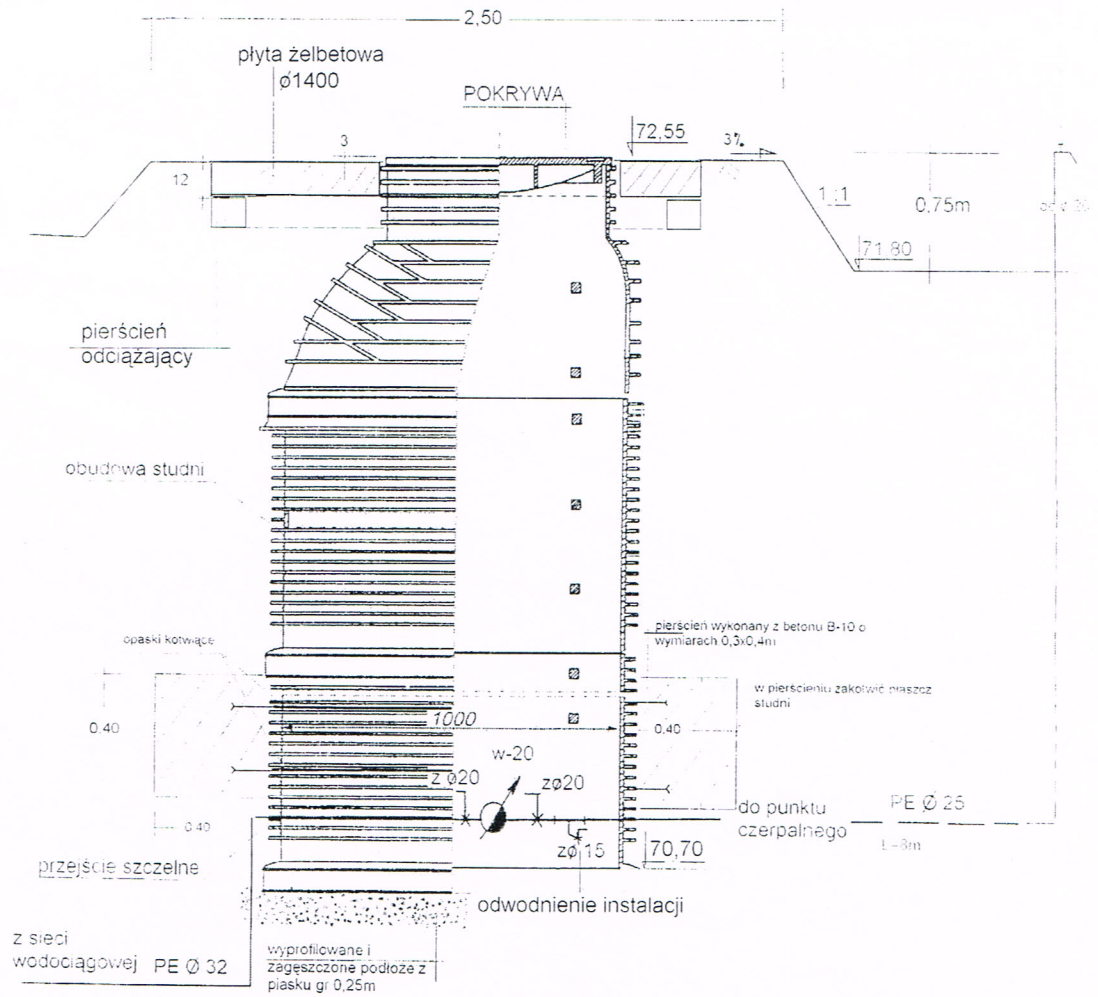 2,50
płyta żelbetowa
ø1400
POKRYWA
72,55
3
3%
12
1:1
0,75m
71,80
pierścień
odciążający
obudowa studni
opaski kotwiące
pierścień wykonany z betonu B-10 o
wymiarach 0,3x0,4m
w pierścieniu zakotwić płaszcz
studni
0.40
1000
0,40
w-20
z ø20
zø20
do punktu
czerpalnego
PE Ø 25
0.40
zø 15
70,70
L=8m
przejście szczelne
odwodnienie instalacji
z sieci
wodociągowej PE Ø 32
wyprofilowane i
zagęszczone podłoże z
piasku gr 0,25m